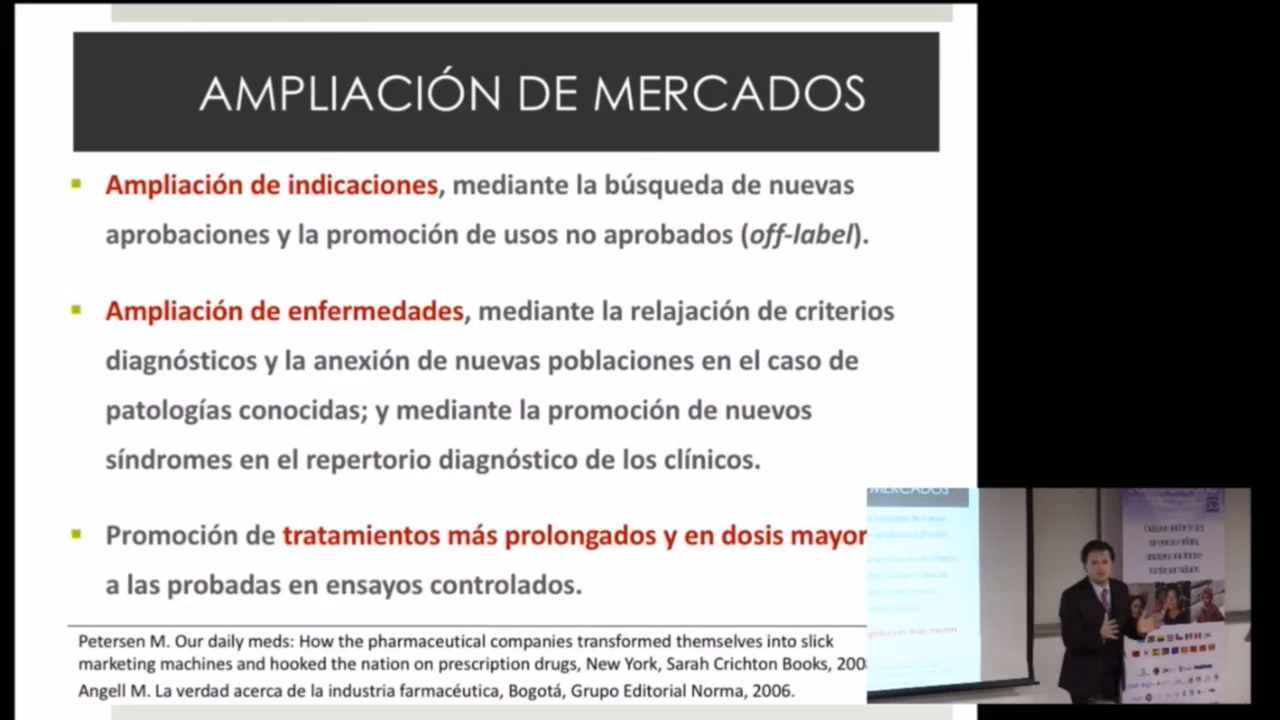 AMPLIACIÓN DE MERCADOS
Ampliación de indicaciones, mediante la búsqueda de nuevas
aprobaciones y la promoción de usos no aprobados (off-label).
Ampliación de enfermedades, mediante la relajación de criterios
diagnósticos y la anexión de nuevas poblaciones en el caso de
patologías conocidas; y mediante la promoción de nuevos
síndromes en el repertorio diagnóstico de los clínicos.
Promoción de tratamientos más prolongados y en dosis mayor
a las probadas en ensayos controlados.
Petersen M. Our daily meds: How the pharmaceutical companies transformed themselves into slick
marketing machines and hooked the nation on prescription drugs, New York, Sarah Crichton Books, 200
Angell M. La verdad acerca de la industria farmacéutica, Bogotá, Grupo Editorial Norma, 2006.
MERCADOS